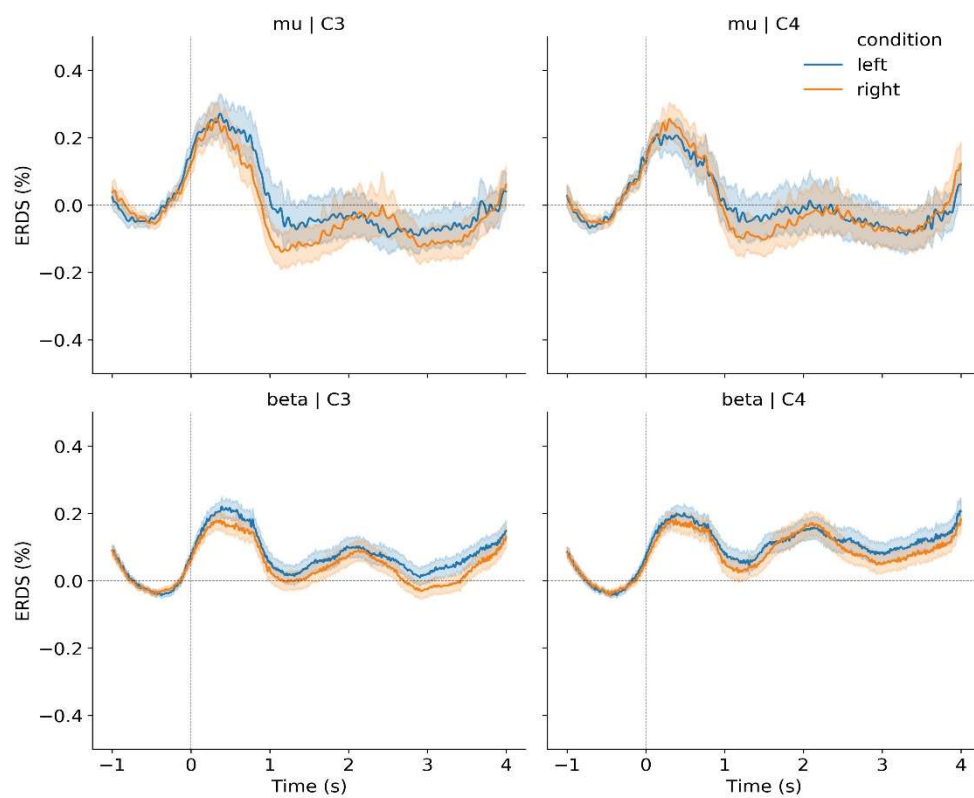 mu | C3
mu | C4
condition
left
right
0.4
0.2
0.0
−0.2
−0.4
ERDS (%)
beta | C3
beta | C4
0.4
0.2
0.0
−0.2
−0.4
ERDS (%)
−1 0 1 2 3 4
−1 0 1 2 3 4
Time (s)
Time (s)